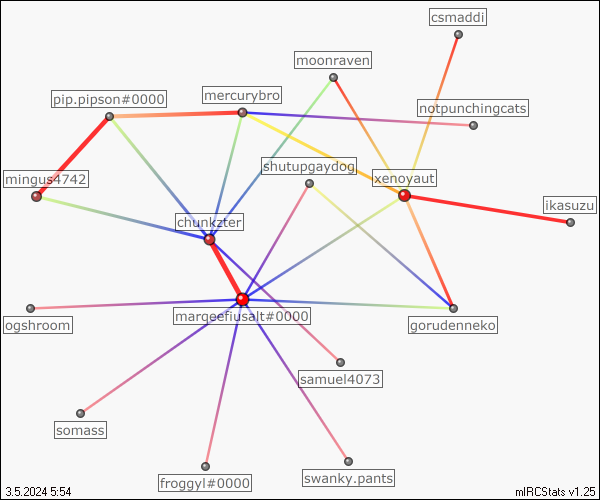 csmaddi
moonraven
pip.pipson#0000
mercurybro
notpunchingcats
shutupgaydog
mingus4742
xenoyaut
ikasuzu
chunkzter
marqeefiusalt#0000
ogshroom
gorudenneko
samuel4073
somass
froggyl#0000
swanky.pants
3.5.2024 5:54
mIRCStats v1.25